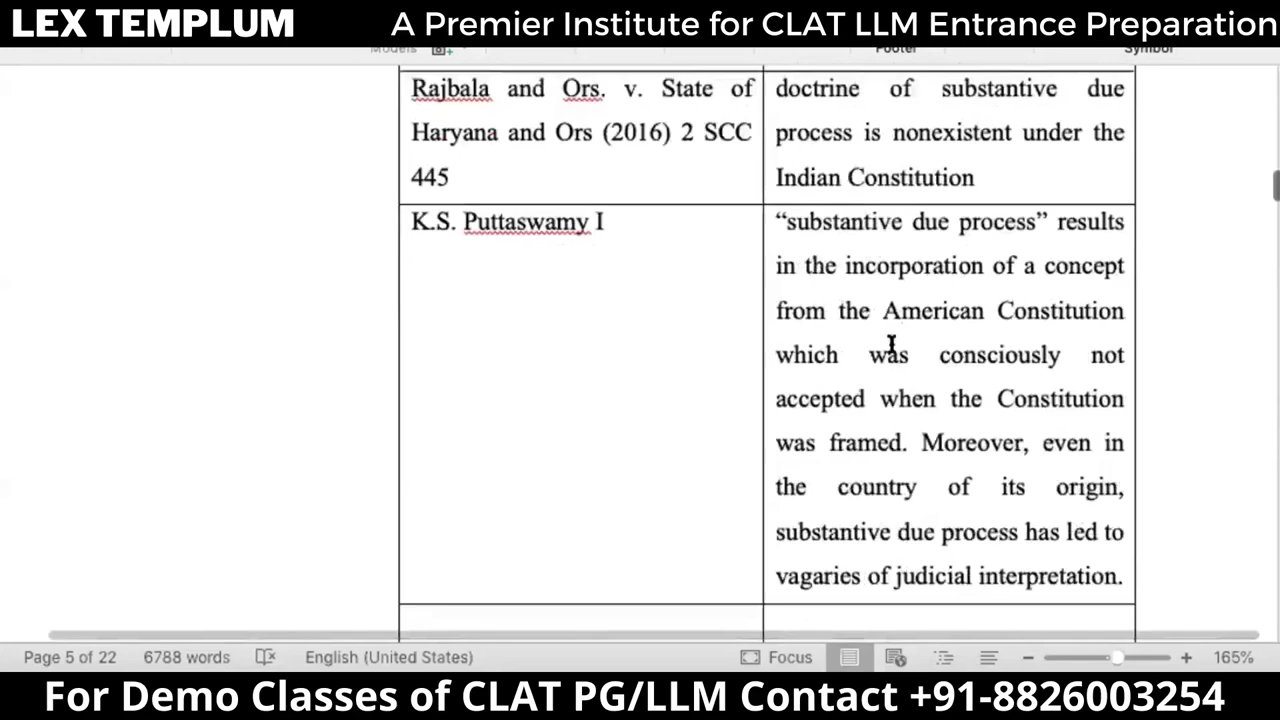 LEX TEMPLUM
A Premier Institute for CLAT LLM Entrance Preparation
Models
Footer
Symbol
Rajbala and Ors. v. State of
Haryana and Ors (2016) 2 SCC
445
doctrine of substantive due
process is nonexistent under the
Indian Constitution
K.S. Puttaswamy I
“substantive due process” results
in the incorporation of a concept
from the American Constitution
which was consciously not
accepted when the Constitution
was framed. Moreover, even in
the country of its origin,
substantive due process has led to
vagaries of judicial interpretation.
Page 5 of 22
6788 words
English (United States)
Focus
165%
For Demo Classes of CLAT PG/LLM Contact +91-8826003254